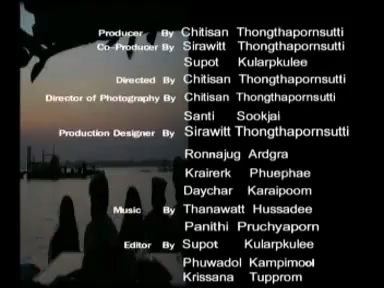 Producer By Chitisan Thongthapornsutti
Co-Producer By Sirawitt Thongthapornsutti
Supot Kularpkulee
Directed By Chitisan Thongthapornsutti
Director of Photography By Chitisan Thongthapornsutti
Santi Sookjai
Production Designer By Sirawitt Thongthapornsutti
Ronnajug Ardgra
Krairerk Phuephae
Daychar Karaipoom
Music By Thanawatt Hussadee
Panithi Pruchyaporn
Editor By Supot Kularpkulee
Phuwadol Kampimool
Krissana Tupprom